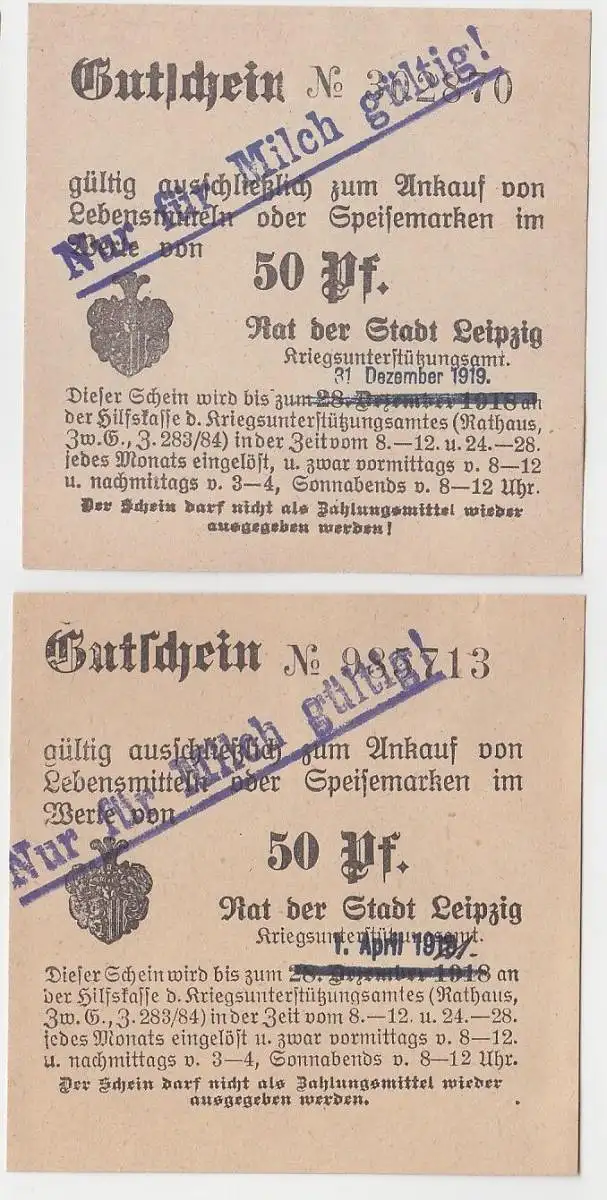 Gutschein № 302870
Nur für Milch gültig!
gültig ausschließlich zum Ankauf von
Lebensmitteln oder Speisemarken im
Werte von
50 Pf.
Rat der Stadt Leipzig
Kriegsunterstützungsamt.
31 Dezember 1919.
Dieser Schein wird bis zum 28. Dezember 1918 an
der Hilfskasse d. Kriegsunterstützungsamtes (Rathaus,
Zw. G., Z. 283/84) in der Zeit vom 8.—12. u. 24.—28.
jedes Monats eingelöst, u. zwar vormittags v. 8—12
u. nachmittags v. 3—4, Sonnabends v. 8—12 Uhr.
Der Schein darf nicht als Zahlungsmittel wieder
ausgegeben werden!
Gutschein № 985713
Nur für Milch gültig!
gültig ausschließlich zum Ankauf von
Lebensmitteln oder Speisemarken im
Werte von
50 Pf.
Rat der Stadt Leipzig
Kriegsunterstützungsamt.
1. April
Dieser Schein wird bis zum 28. Dezember 1918 an
der Hilfskasse d. Kriegsunterstützungsamtes (Rathaus,
Zw. G., Z. 283/84) in der Zeit vom 8.—12. u. 24.—28.
jedes Monats eingelöst u. zwar vormittags v. 8—12.
u. nachmittags v. 3—4, Sonnabends v. 8—12 Uhr.
Der Schein darf nicht als Zahlungsmittel wieder
ausgegeben werden.